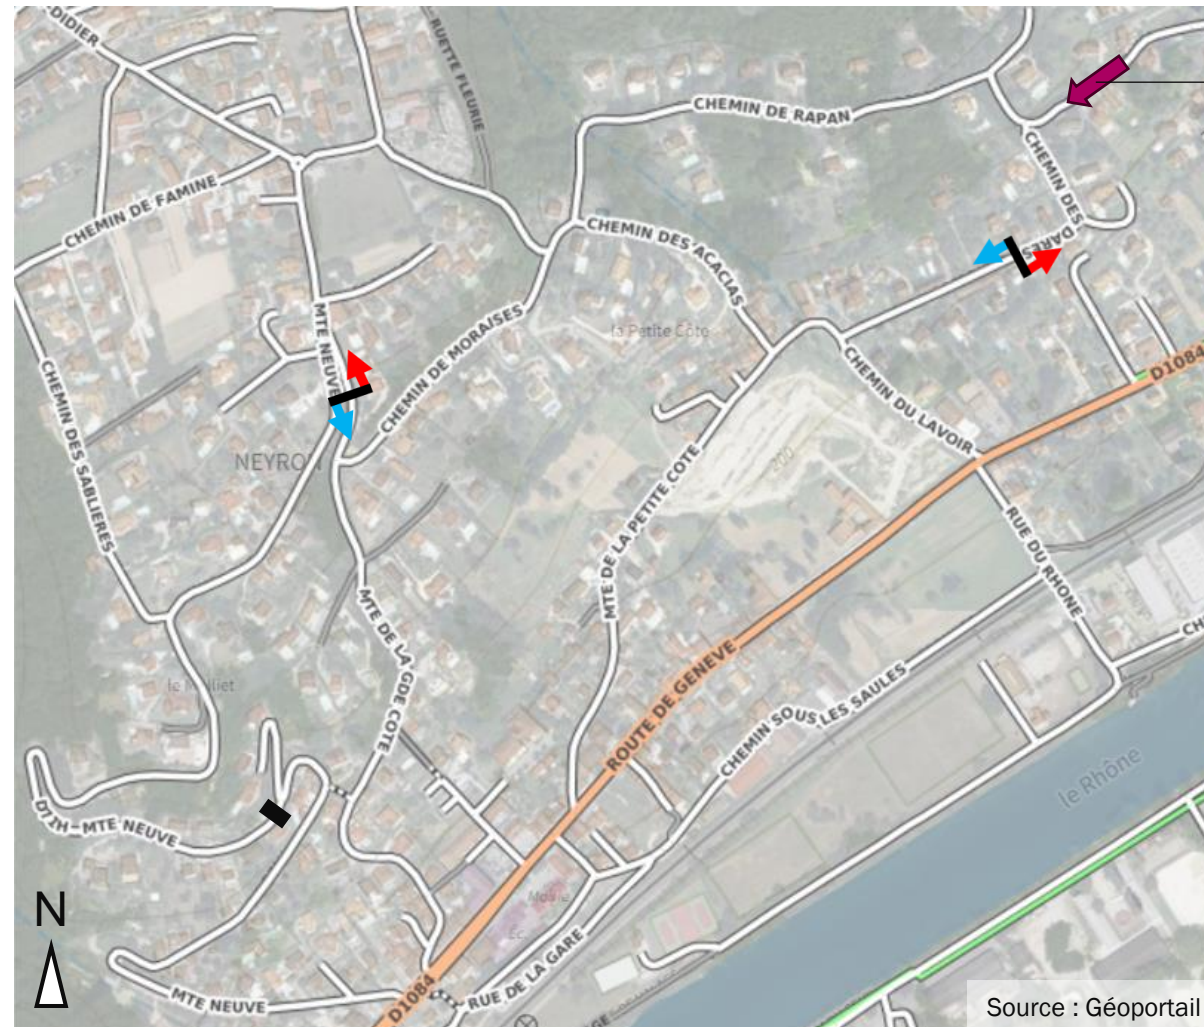 -DIDIER
RUETTE FLEURIE
CHEMIN DE RAPAN
CHEMIN DES DARES
CHEMIN DE FAMINE
CHEMIN DES ACACIAS
MTE NEUVE
CHEMIN DE MORAISES
la Petite Côte
D1084
CHEMIN DES SABLIERES
CHEMIN DU LAVOIR
NEYRON
200
MTE DE LA PETITE COTE
RUE DU RHONE
MTE DE LA GDE COTE
CH
ROUTE DE GENEVE
CHEMIN SOUS LES SAULES
le Rhône
D71H-MTE NEUVE
N
MTE NEUVE
D1084
RUE DE LA GARE
Source : Géoportail